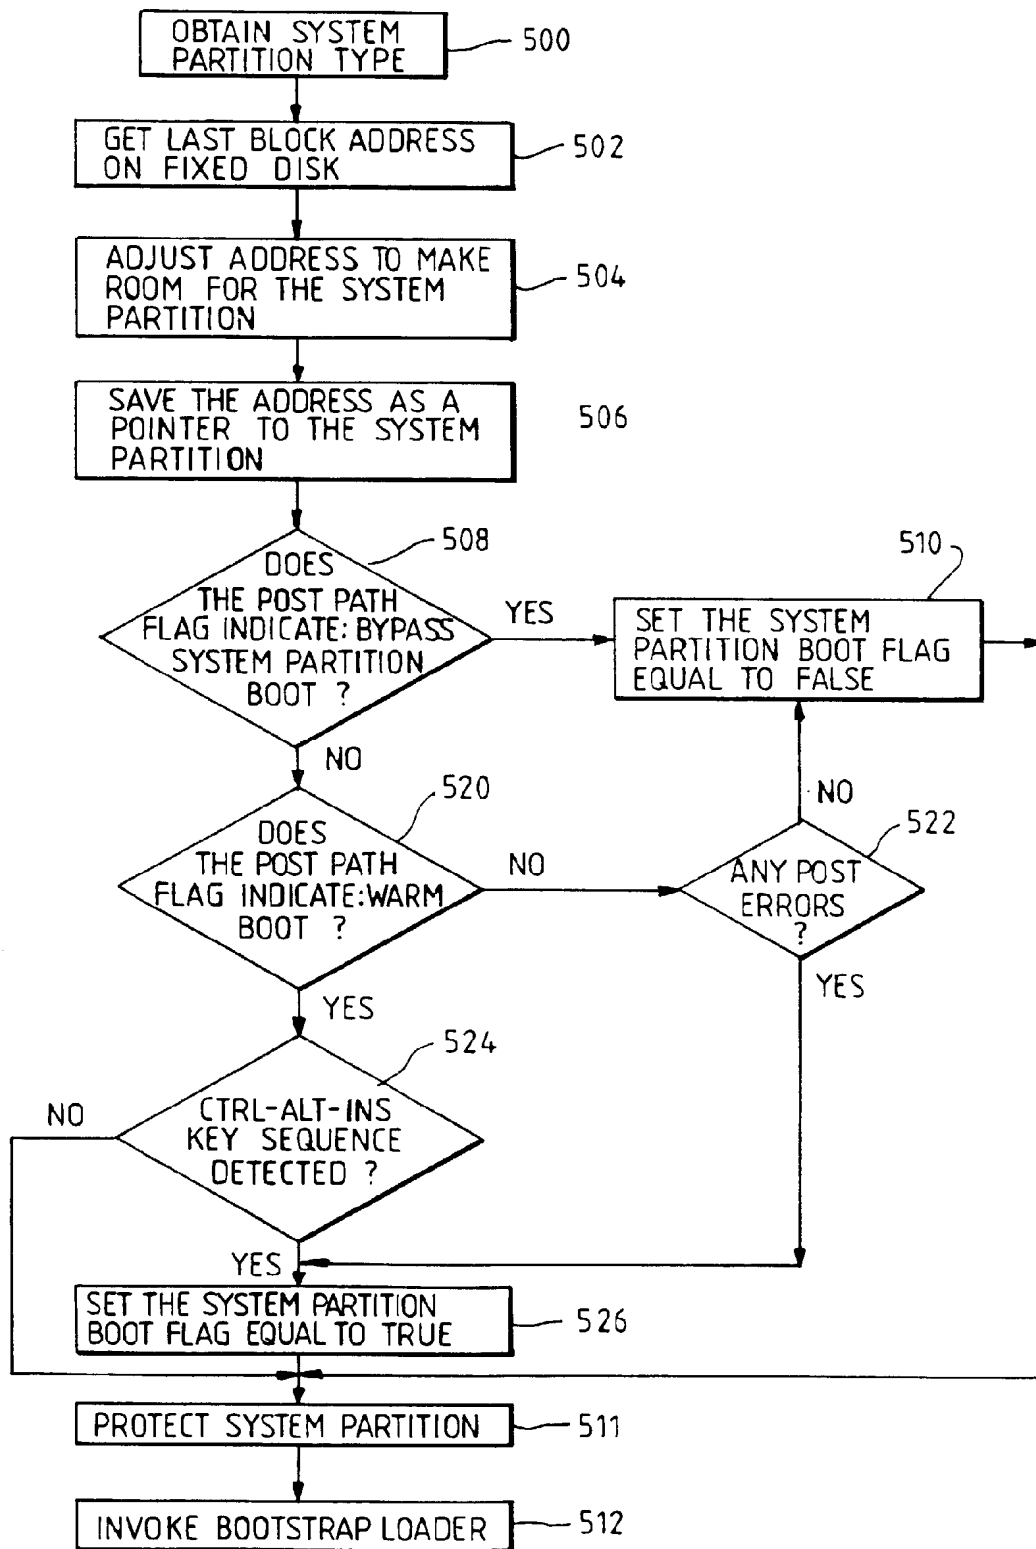 OBTAIN SYSTEM
PARTITION TYPE
500
GET LAST BLOCK ADDRESS
ON FIXED DISK
502
ADJUST ADDRESS TO MAKE
ROOM FOR THE SYSTEM
PARTITION
504
SAVE THE ADDRESS AS A
POINTER TO THE SYSTEM
PARTITION
506
DOES
THE POST PATH
FLAG INDICATE: BYPASS
SYSTEM PARTITION
BOOT ?
508
YES
NO
510
SET THE SYSTEM
PARTITION BOOT FLAG
EQUAL TO FALSE
DOES
THE POST PATH
FLAG INDICATE:WARM
BOOT ?
520
NO
YES
NO
522
ANY POST
ERRORS
?
YES
524
CTRL-ALT-INS
KEY SEQUENCE
DETECTED ?
NO
YES
SET THE SYSTEM PARTITION
BOOT FLAG EQUAL TO TRUE
526
PROTECT SYSTEM PARTITION
511
INVOKE BOOTSTRAP LOADER
512